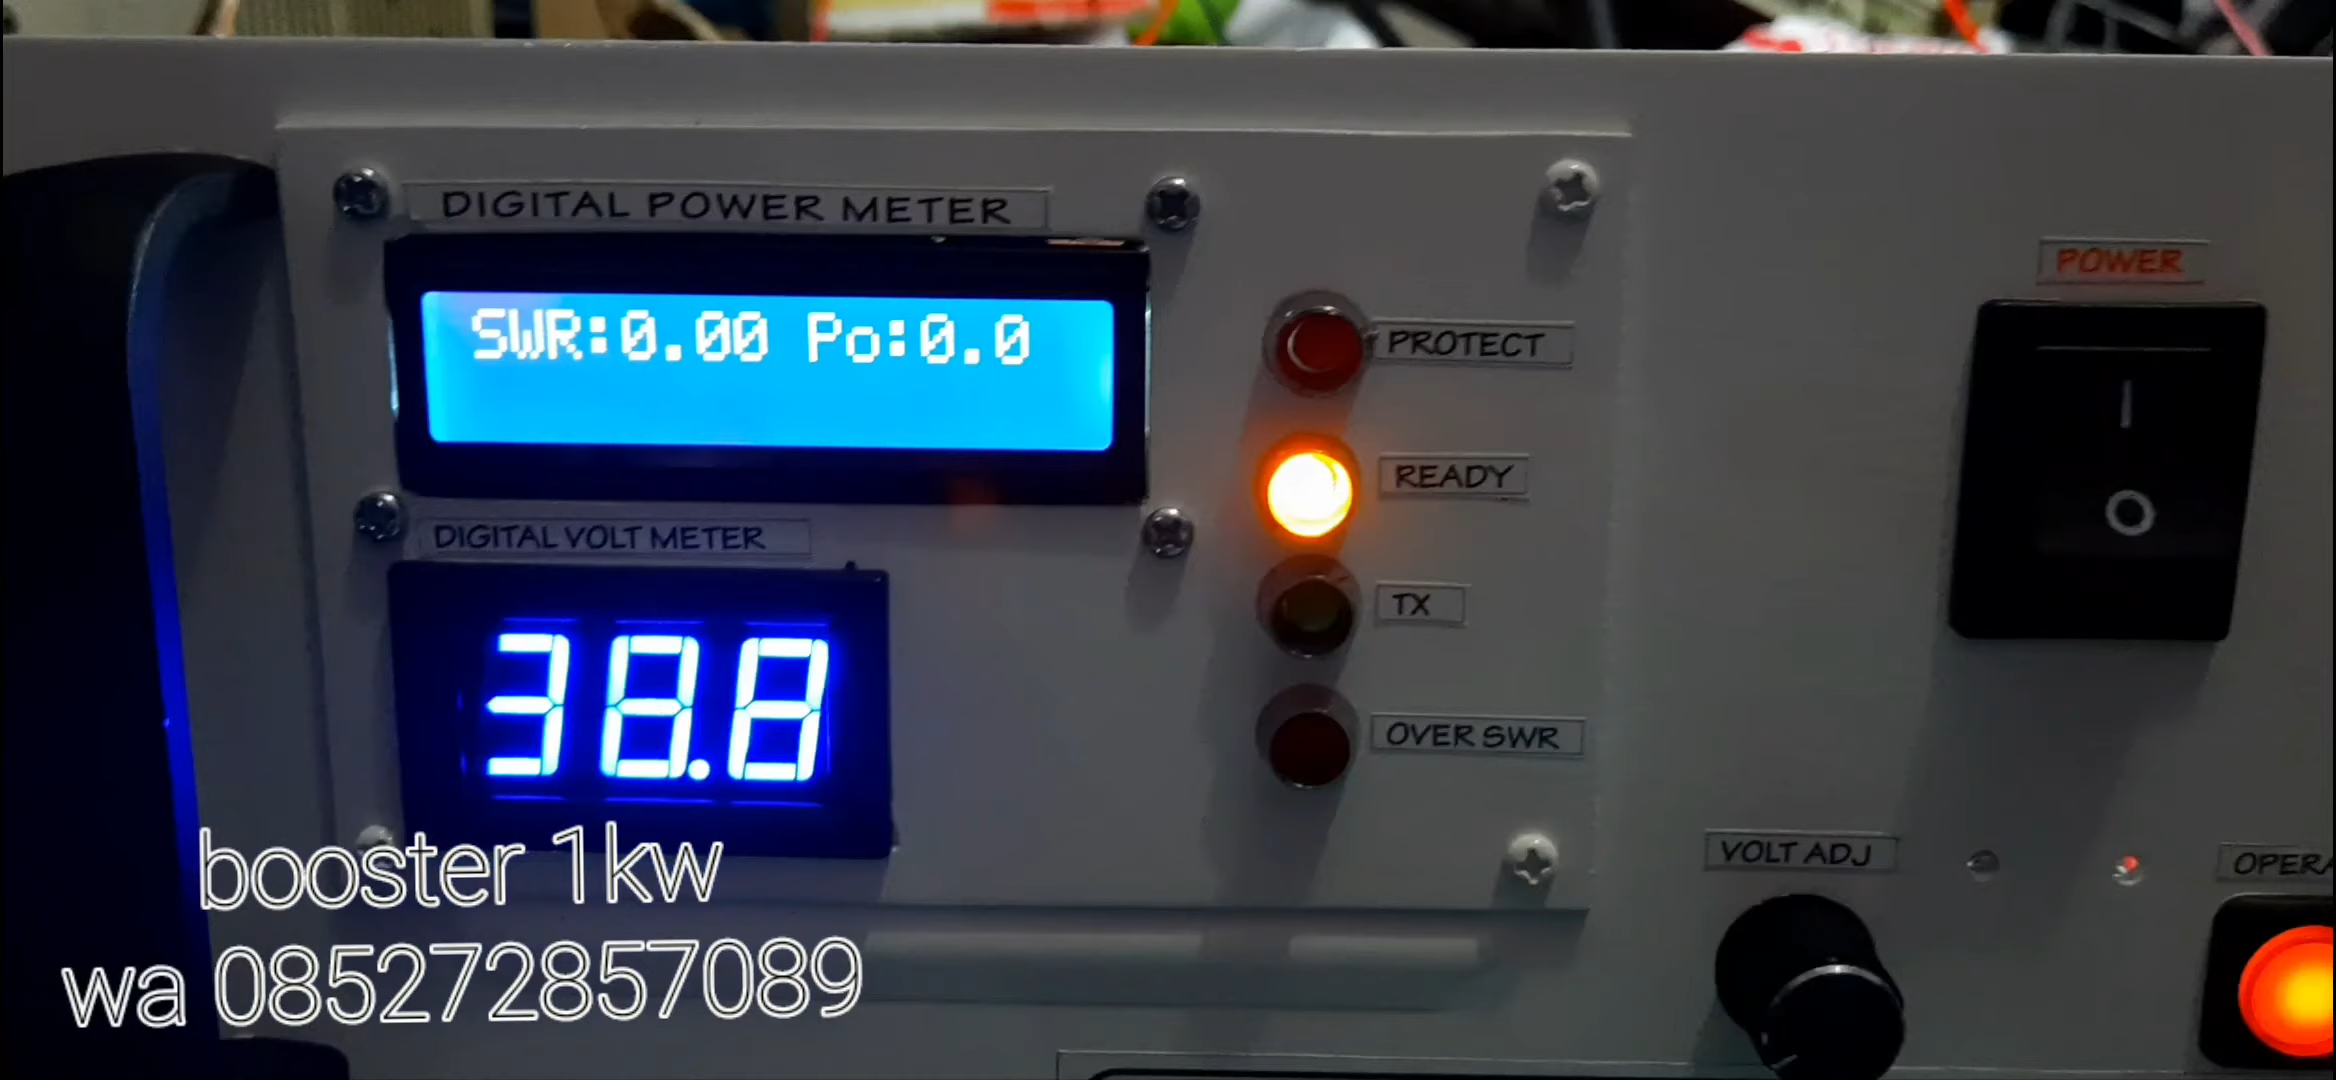 DIGITAL POWER METER
SWR:0.00 Po:0.0
PROTECT
READY
TX
OVER SWR
POWER
I
O
DIGITAL VOLT METER
38.8
VOLT ADJ
booster 1kw
wa 085272857089